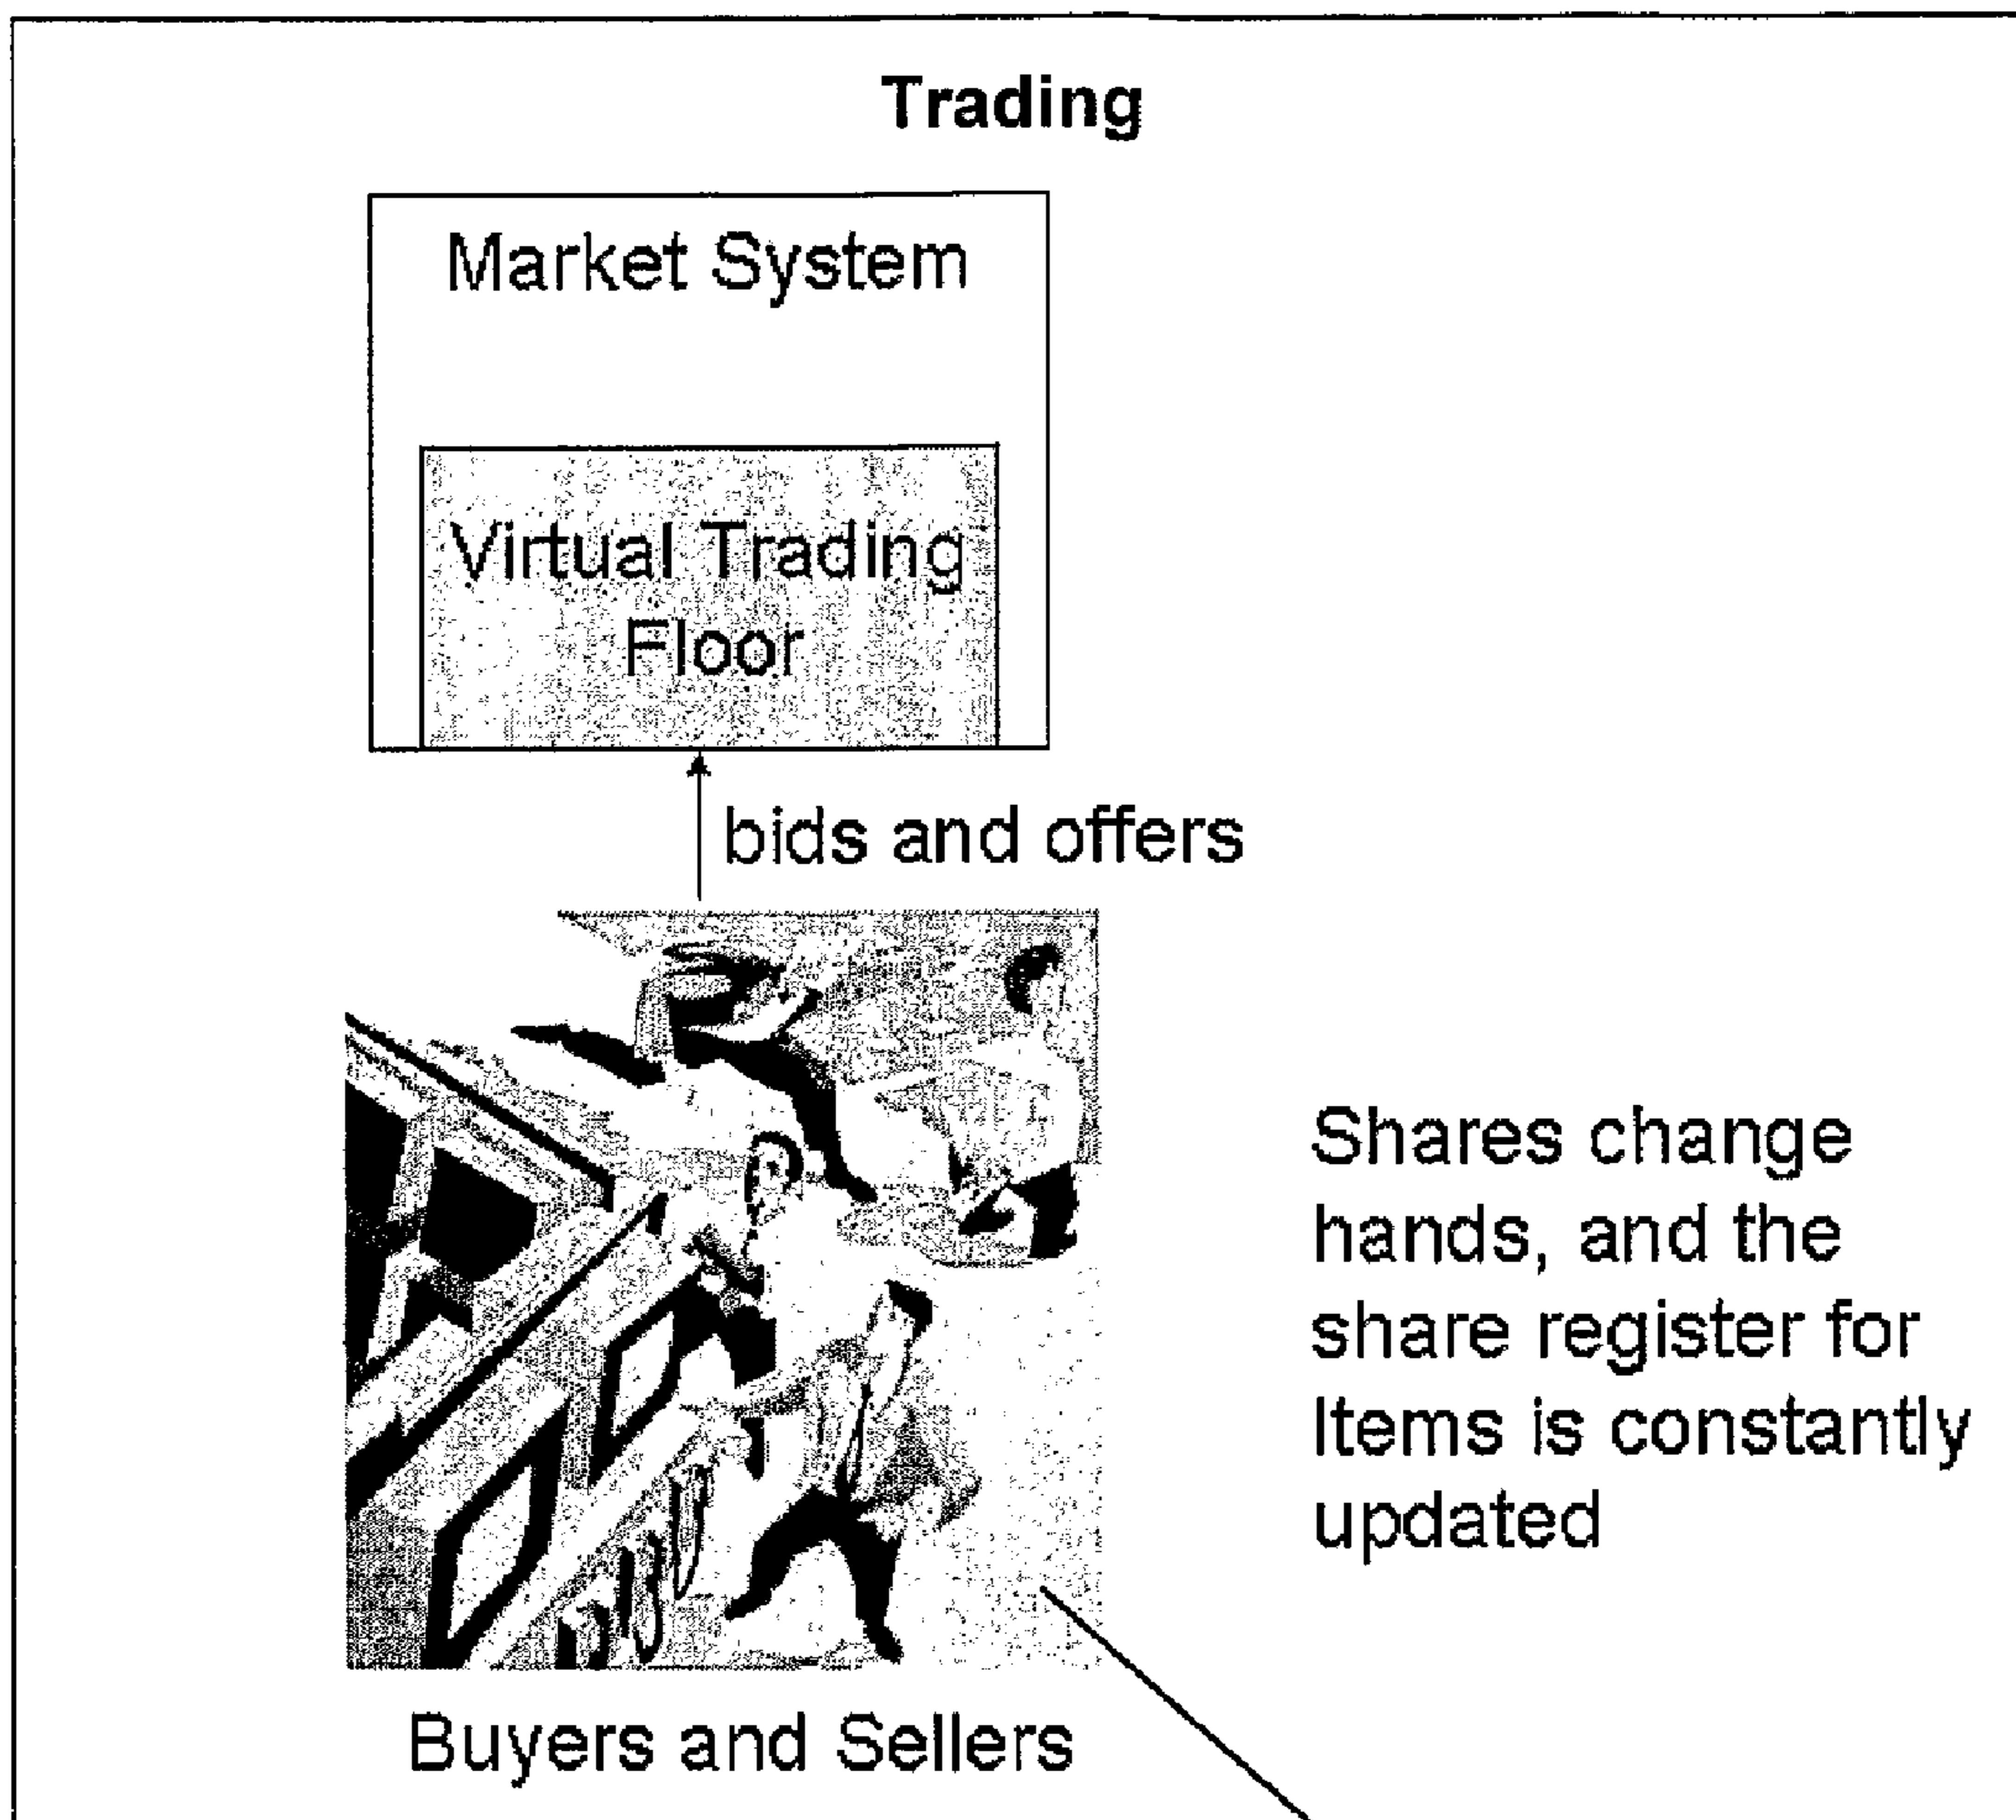 Trading
Market System
Virtual Trading
Floor
bids and offers
Shares change
hands, and the
share register for
Items is constantly
updated
Buyers and Sellers